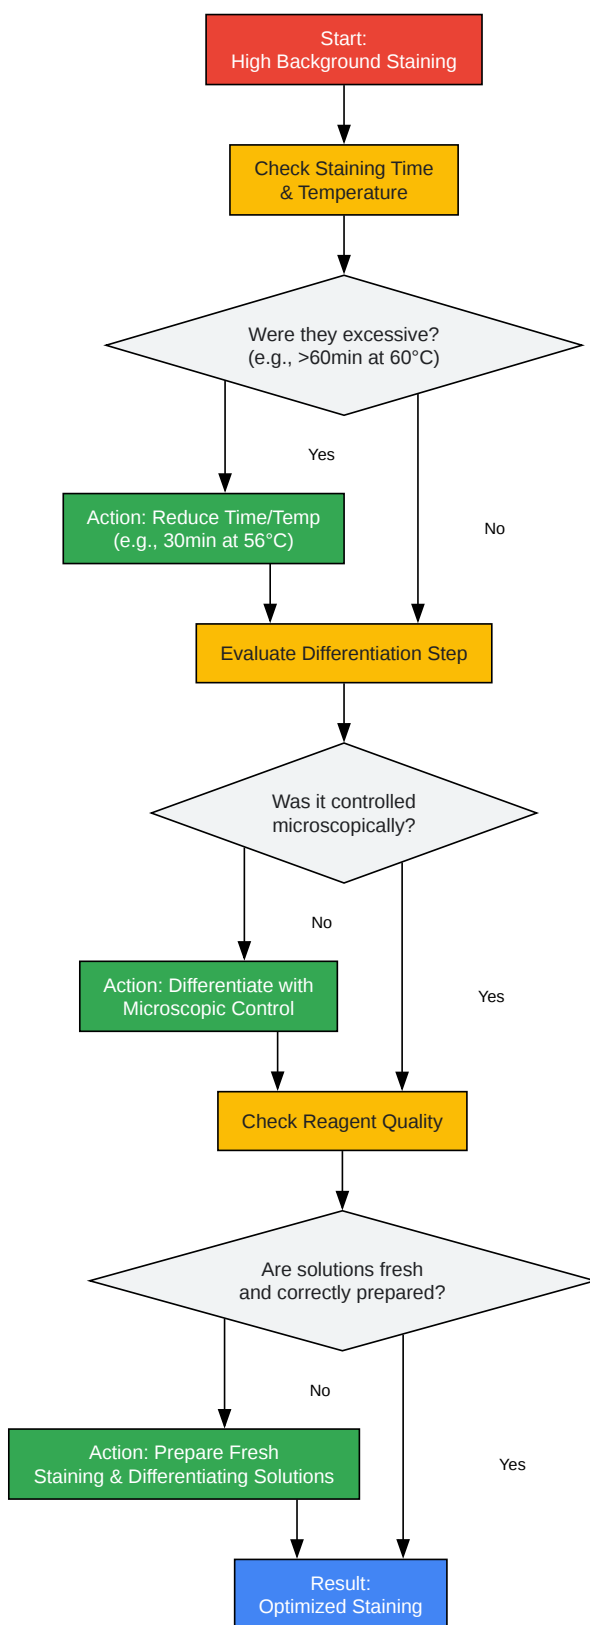 Start:
High Background Staining
Check Staining Time
& Temperature
Were they excessive?
(e.g., >60min at 60°C)
Yes
Action: Reduce Time/Temp
(e.g., 30min at 56°C)
No
Evaluate Differentiation Step
Was it controlled
microscopically?
No
Action: Differentiate with
Microscopic Control
Yes
Check Reagent Quality
Are solutions fresh
and correctly prepared?
No
Action: Prepare Fresh
Staining & Differentiating Solutions
Yes
Result:
Optimized Staining